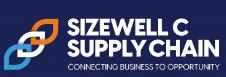 SIZEWELL C
SUPPLY CHAIN
CONNECTING BUSINESS TO OPPORTUNITY